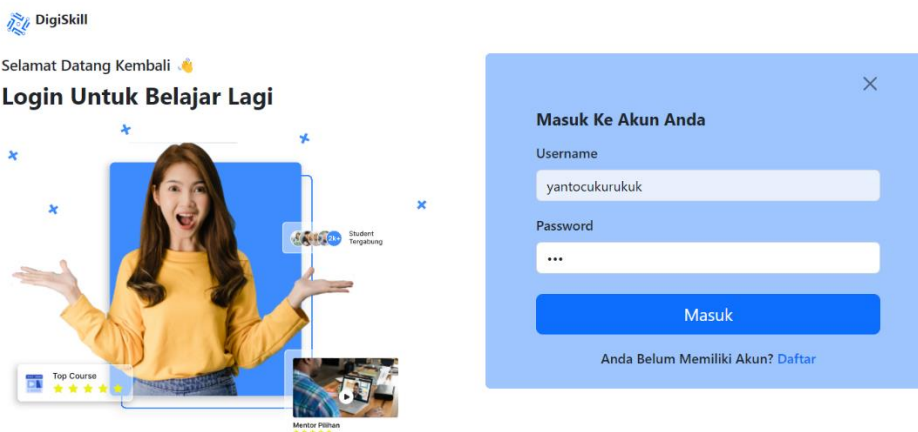 DigiSkill
Selamat Datang Kembali 👋
Login Untuk Belajar Lagi
2k+
Student
Tergabung
Top Course
Mentor Pilihan
Masuk Ke Akun Anda
Username
yantocukurukuk
Password
•••
Masuk
Anda Belum Memiliki Akun? Daftar